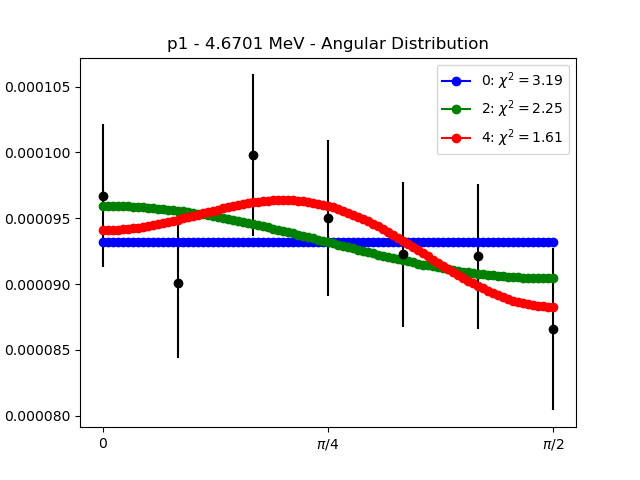 p1 - 4.6701 MeV - Angular Distribution
0: χ² = 3.19
2: χ² = 2.25
4: χ² = 1.61
0.000105
0.000100
0.000095
0.000090
0.000085
0.000080
0
π/4
π/2